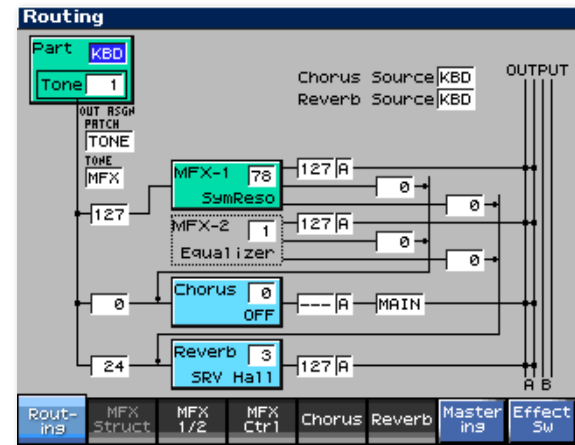 Routing
Part KBD
Tone 1
OUT ASGN
PATCH
TONE
TONE
MFX
Chorus Source KBD
Reverb Source KBD
OUTPUT
MFX-1 78
SymReso
127 A
0
0
127
MFX-2 1
Equalizer
127 A
0
0
0
Chorus 0
OFF
--- A
MAIN
24
Reverb 3
SRV Hall
127 A
A B
Rout-
ing
MFX
Struct
MFX
1/2
MFX
Ctrl
Chorus
Reverb
Master
ing
Effect
Sw